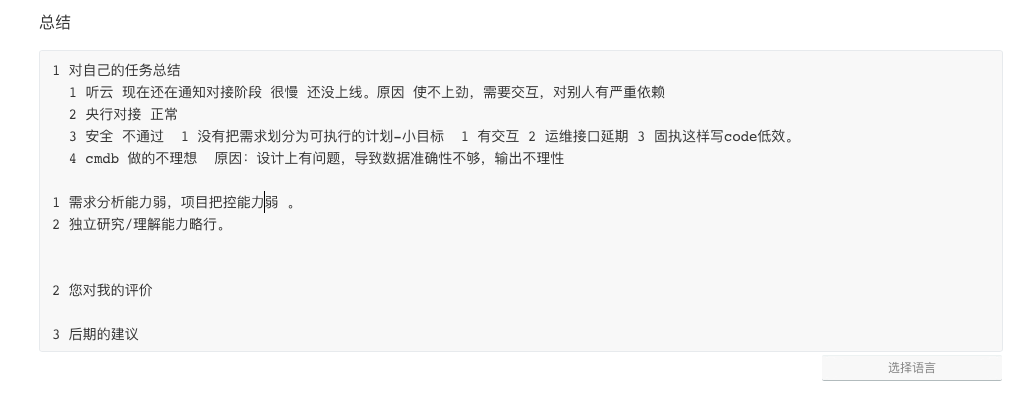 总结
1 对自己的任务总结
1 听云 现在还在通知对接阶段 很慢 还没上线。原因 使不上劲，需要交互，对别人有严重依赖
2 央行对接 正常
3 安全 不通过 1 没有把需求划分为可执行的计划-小目标 1 有交互 2 运维接口延期 3 固执这样写code低效。
4 cmdb 做的不理想 原因：设计上有问题，导致数据准确性不够，输出不理性
1 需求分析能力弱，项目把控能力弱 。
2 独立研究/理解能力略行。
2 您对我的评价
3 后期的建议
选择语言